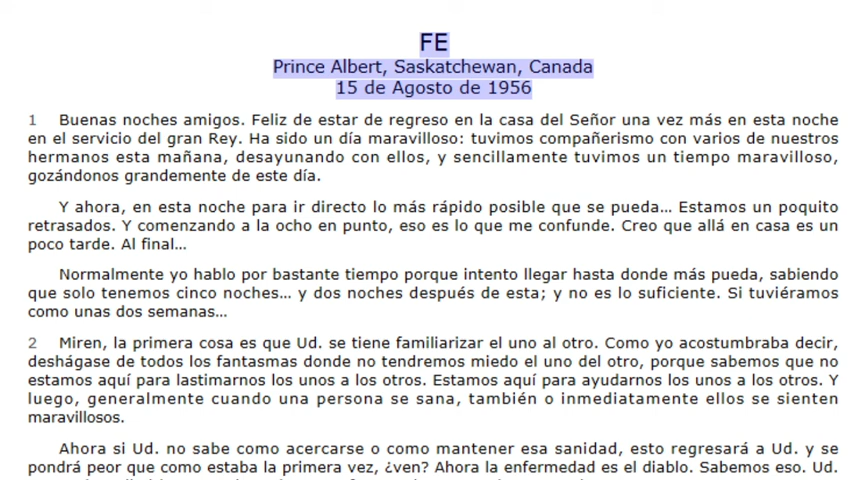 FE
Prince Albert, Saskatchewan, Canada
15 de Agosto de 1956
1 Buenas noches amigos. Feliz de estar de regreso en la casa del Señor una vez más en esta noche
en el servicio del gran Rey. Ha sido un día maravilloso: tuvimos compañerismo con varios de nuestros
hermanos esta mañana, desayunando con ellos, y sencillamente tuvimos un tiempo maravilloso,
gozándonos grandemente de este día.
Y ahora, en esta noche para ir directo lo más rápido posible que se pueda... Estamos un poquito
retrasados. Y comenzando a la ocho en punto, eso es lo que me confunde. Creo que allá en casa es un
poco tarde. Al final...
Normalmente yo hablo por bastante tiempo porque intento llegar hasta donde más pueda, sabiendo
que solo tenemos cinco noches... y dos noches después de esta; y no es lo suficiente. Si tuviéramos
como unas dos semanas...
2 Miren, la primera cosa es que Ud. se tiene familiarizar el uno al otro. Como yo acostumbraba decir,
deshágase de todos los fantasmas donde no tendremos miedo el uno del otro, porque sabemos que no
estamos aquí para lastimarnos los unos a los otros. Estamos aquí para ayudarnos los unos a los otros. Y
luego, generalmente cuando una persona se sana, también o inmediatamente ellos se sienten
maravillosos.
Ahora si Ud. no sabe como acercarse o como mantener esa sanidad, esto regresará a Ud. y se
pondrá peor que como estaba la primera vez, ¿ven? Ahora la enfermedad es el diablo. Sabemos eso. Ud.